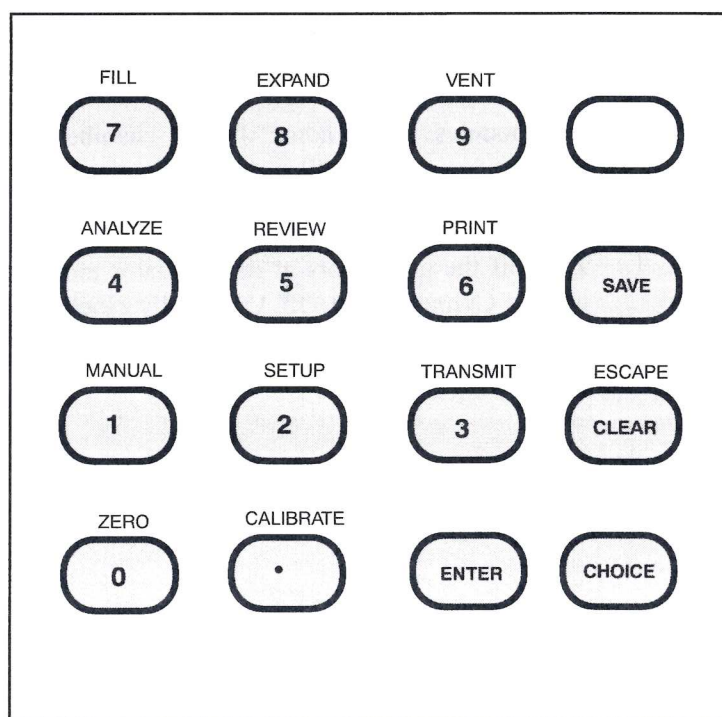 FILL EXPAND VENT
7 8 9
ANALYZE REVIEW PRINT
4 5 6 SAVE
MANUAL SETUP TRANSMIT ESCAPE
1 2 3 CLEAR
ZERO CALIBRATE
0 . ENTER CHOICE